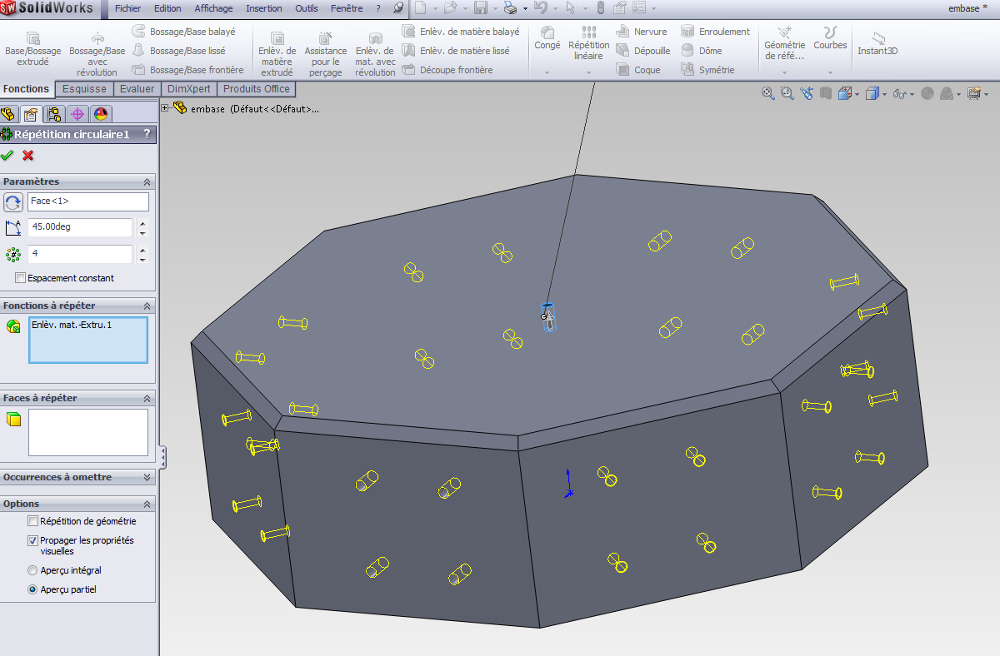 SW SolidWorks Fichier Edition Affichage Insertion Outils Fenêtre ? embase *
Base/Bossage extrudé
Bossage/Base avec révolution
Bossage/Base balayé
Bossage/Base lissé
Bossage/Base frontière
Enlèv. de matière extrudé
Assistance pour le perçage
Enlèv. de mat. avec révolution
Enlèv. de matière balayé
Enlèv. de matière lissé
Découpe frontière
Congé
Répétition linéaire
Nervure
Dépouille
Coque
Enroulement
Dôme
Symétrie
Géométrie de réfé...
Courbes
Instant3D
Fonctions Esquisse Evaluer DimXpert Produits Office
embase (Défaut<<Défaut>...
Répétition circulaire1 ?
Paramètres
Face<1>
45.00deg
4
Espacement constant
Fonctions à répéter
Enlèv. mat.-Extru.1
Faces à répéter
Occurrences à omettre
Options
Répétition de géométrie
Propager les propriétés
visuelles
Aperçu intégral
Aperçu partiel